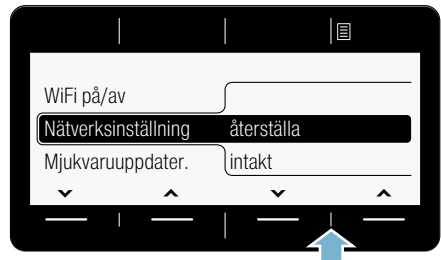 WiFi på/av
Nätverksinställning återställa
Mjukvaruuppdater. intakt